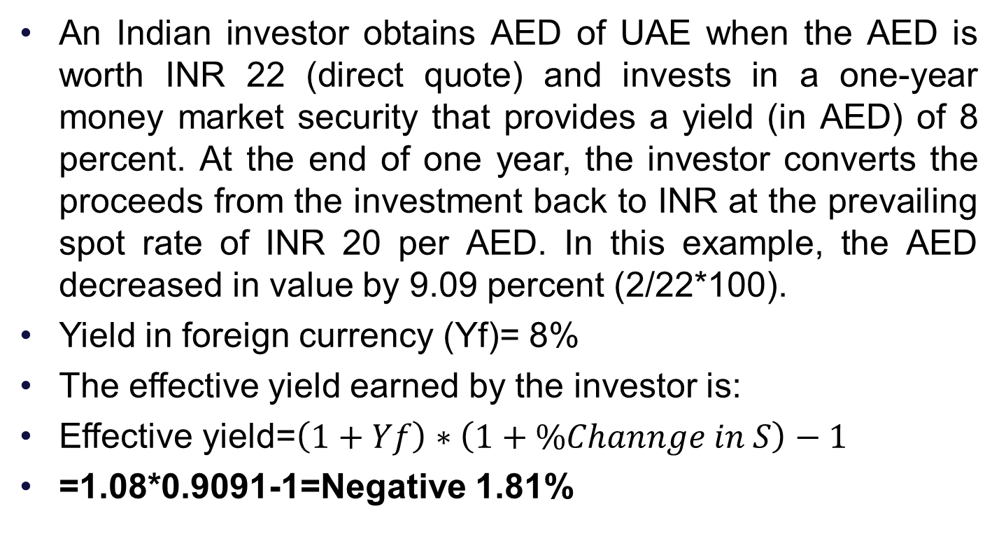 • An Indian investor obtains AED of UAE when the AED is
worth INR 22 (direct quote) and invests in a one-year
money market security that provides a yield (in AED) of 8
percent. At the end of one year, the investor converts the
proceeds from the investment back to INR at the prevailing
spot rate of INR 20 per AED. In this example, the AED
decreased in value by 9.09 percent (2/22*100).
• Yield in foreign currency (Yf)= 8%
• The effective yield earned by the investor is:
• Effective yield=(1 + Yf) ∗ (1 + %Channge in S) − 1
• =1.08*0.9091-1=Negative 1.81%